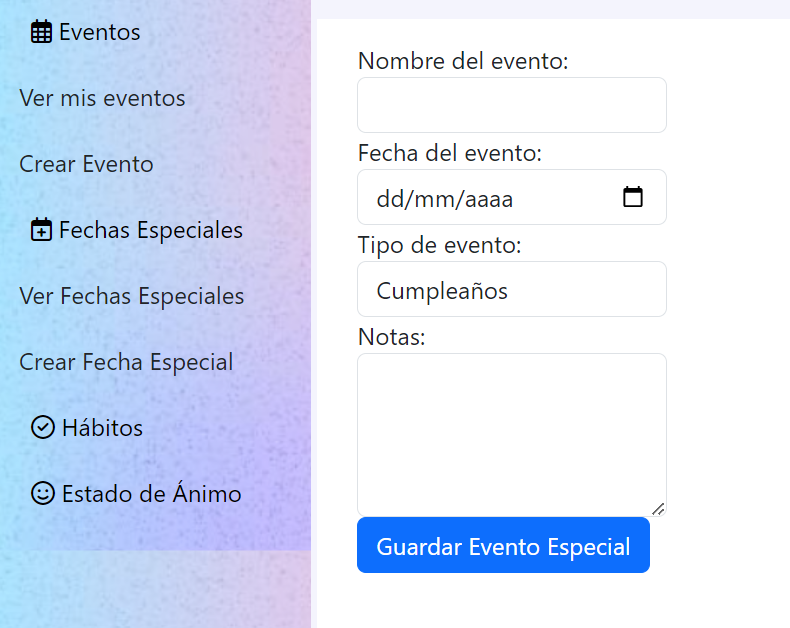 Eventos
Ver mis eventos
Crear Evento
Fechas Especiales
Ver Fechas Especiales
Crear Fecha Especial
Hábitos
Estado de Ánimo
Nombre del evento:
Fecha del evento:
dd/mm/aaaa
Tipo de evento:
Cumpleaños
Notas:
Guardar Evento Especial